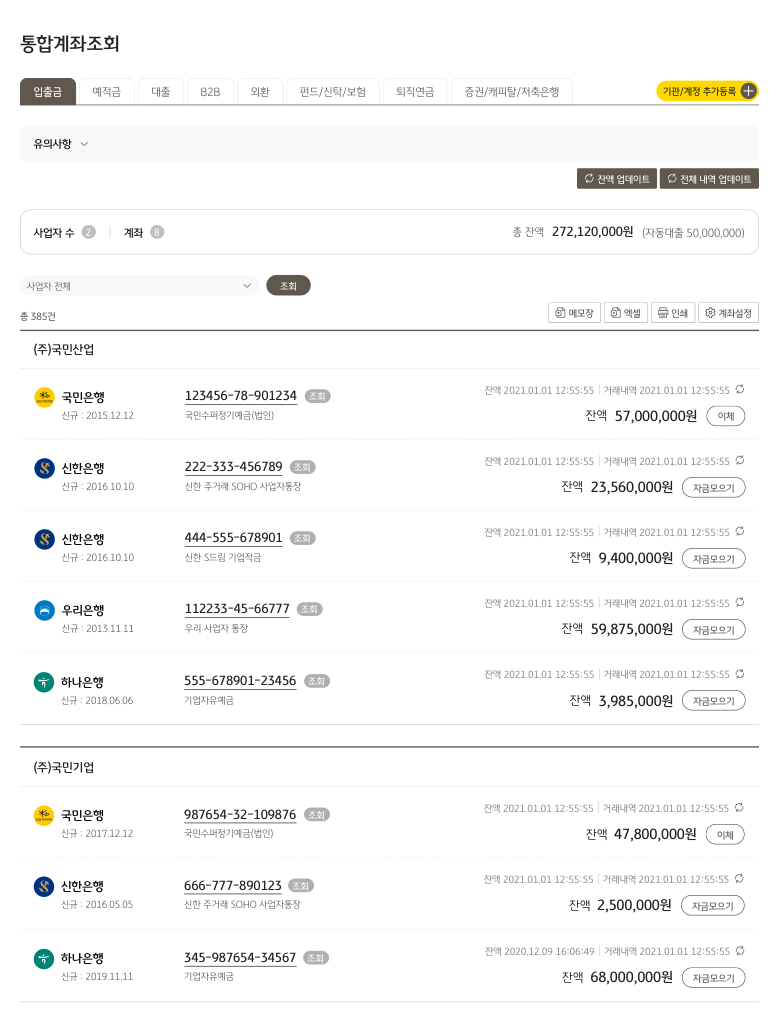 통합계좌조회
입출금 예적금 대출 B2B 외환 펀드/신탁/보험 퇴직연금 증권/캐피탈/저축은행 기관/계정 추가등록
유의사항
잔액 업데이트 전체 내역 업데이트
사업자 수 2 계좌 8 총 잔액 272,120,000원 (자동대출 50,000,000)
사업자 전체 조회
총 385건 메모장 엑셀 인쇄 계좌설정
(주)국민산업
국민은행 123456-78-901234 조회 잔액 2021.01.01 12:55:55 거래내역 2021.01.01 12:55:55
신규 : 2015.12.12 국민수퍼정기예금(법인) 잔액 57,000,000원 이체
신한은행 222-333-456789 조회 잔액 2021.01.01 12:55:55 거래내역 2021.01.01 12:55:55
신규 : 2016.10.10 신한 주거래 SOHO 사업자통장 잔액 23,560,000원 자금모으기
신한은행 444-555-678901 조회 잔액 2021.01.01 12:55:55 거래내역 2021.01.01 12:55:55
신규 : 2016.10.10 신한 S드림 기업적금 잔액 9,400,000원 자금모으기
우리은행 112233-45-66777 조회 잔액 2021.01.01 12:55:55 거래내역 2021.01.01 12:55:55
신규 : 2013.11.11 우리 사업자 통장 잔액 59,875,000원 자금모으기
하나은행 555-678901-23456 조회 잔액 2021.01.01 12:55:55 거래내역 2021.01.01 12:55:55
신규 : 2018.06.06 기업자유예금 잔액 3,985,000원 자금모으기
(주)국민기업
국민은행 987654-32-109876 조회 잔액 2021.01.01 12:55:55 거래내역 2021.01.01 12:55:55
신규 : 2017.12.12 국민수퍼정기예금(법인) 잔액 47,800,000원 이체
신한은행 666-777-890123 조회 잔액 2021.01.01 12:55:55 거래내역 2021.01.01 12:55:55
신규 : 2016.05.05 신한 주거래 SOHO 사업자통장 잔액 2,500,000원 자금모으기
하나은행 345-987654-34567 조회 잔액 2020.12.09 16:06:49 거래내역 2021.01.01 12:55:55
신규 : 2019.11.11 기업자유예금 잔액 68,000,000원 자금모으기